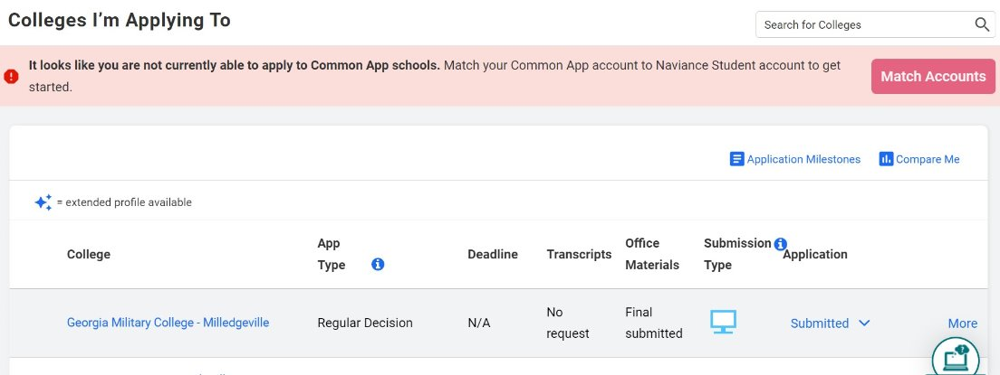 Colleges I'm Applying To
Search for Colleges
It looks like you are not currently able to apply to Common App schools. Match your Common App account to Naviance Student account to get
started.
Match Accounts
Application Milestones
Compare Me
= extended profile available
College
App
Type
Deadline
Transcripts
Office
Materials
Submission
Type
Application
Georgia Military College - Milledgeville
Regular Decision
N/A
No
request
Final
submitted
Submitted
More